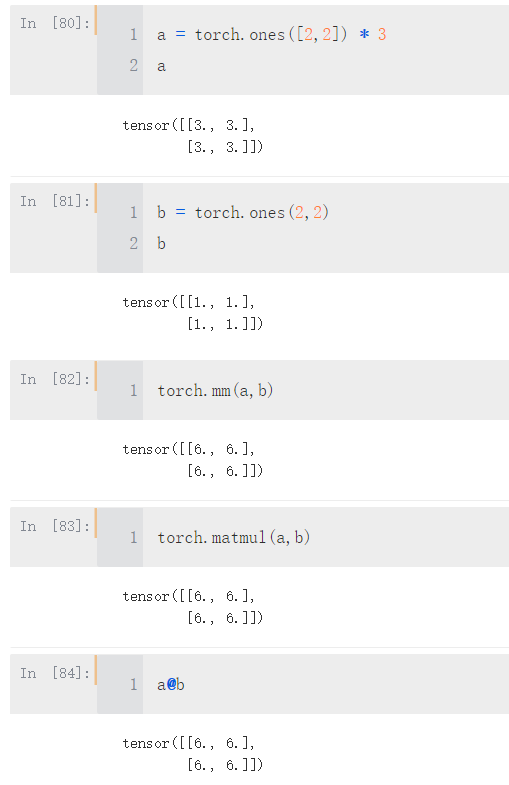 In [80]:
1 a = torch.ones([2,2]) * 3
2 a
tensor([[3., 3.],
[3., 3.]])
In [81]:
1 b = torch.ones(2,2)
2 b
tensor([[1., 1.],
[1., 1.]])
In [82]:
1 torch.mm(a,b)
tensor([[6., 6.],
[6., 6.]])
In [83]:
1 torch.matmul(a,b)
tensor([[6., 6.],
[6., 6.]])
In [84]:
1 a@b
tensor([[6., 6.],
[6., 6.]])